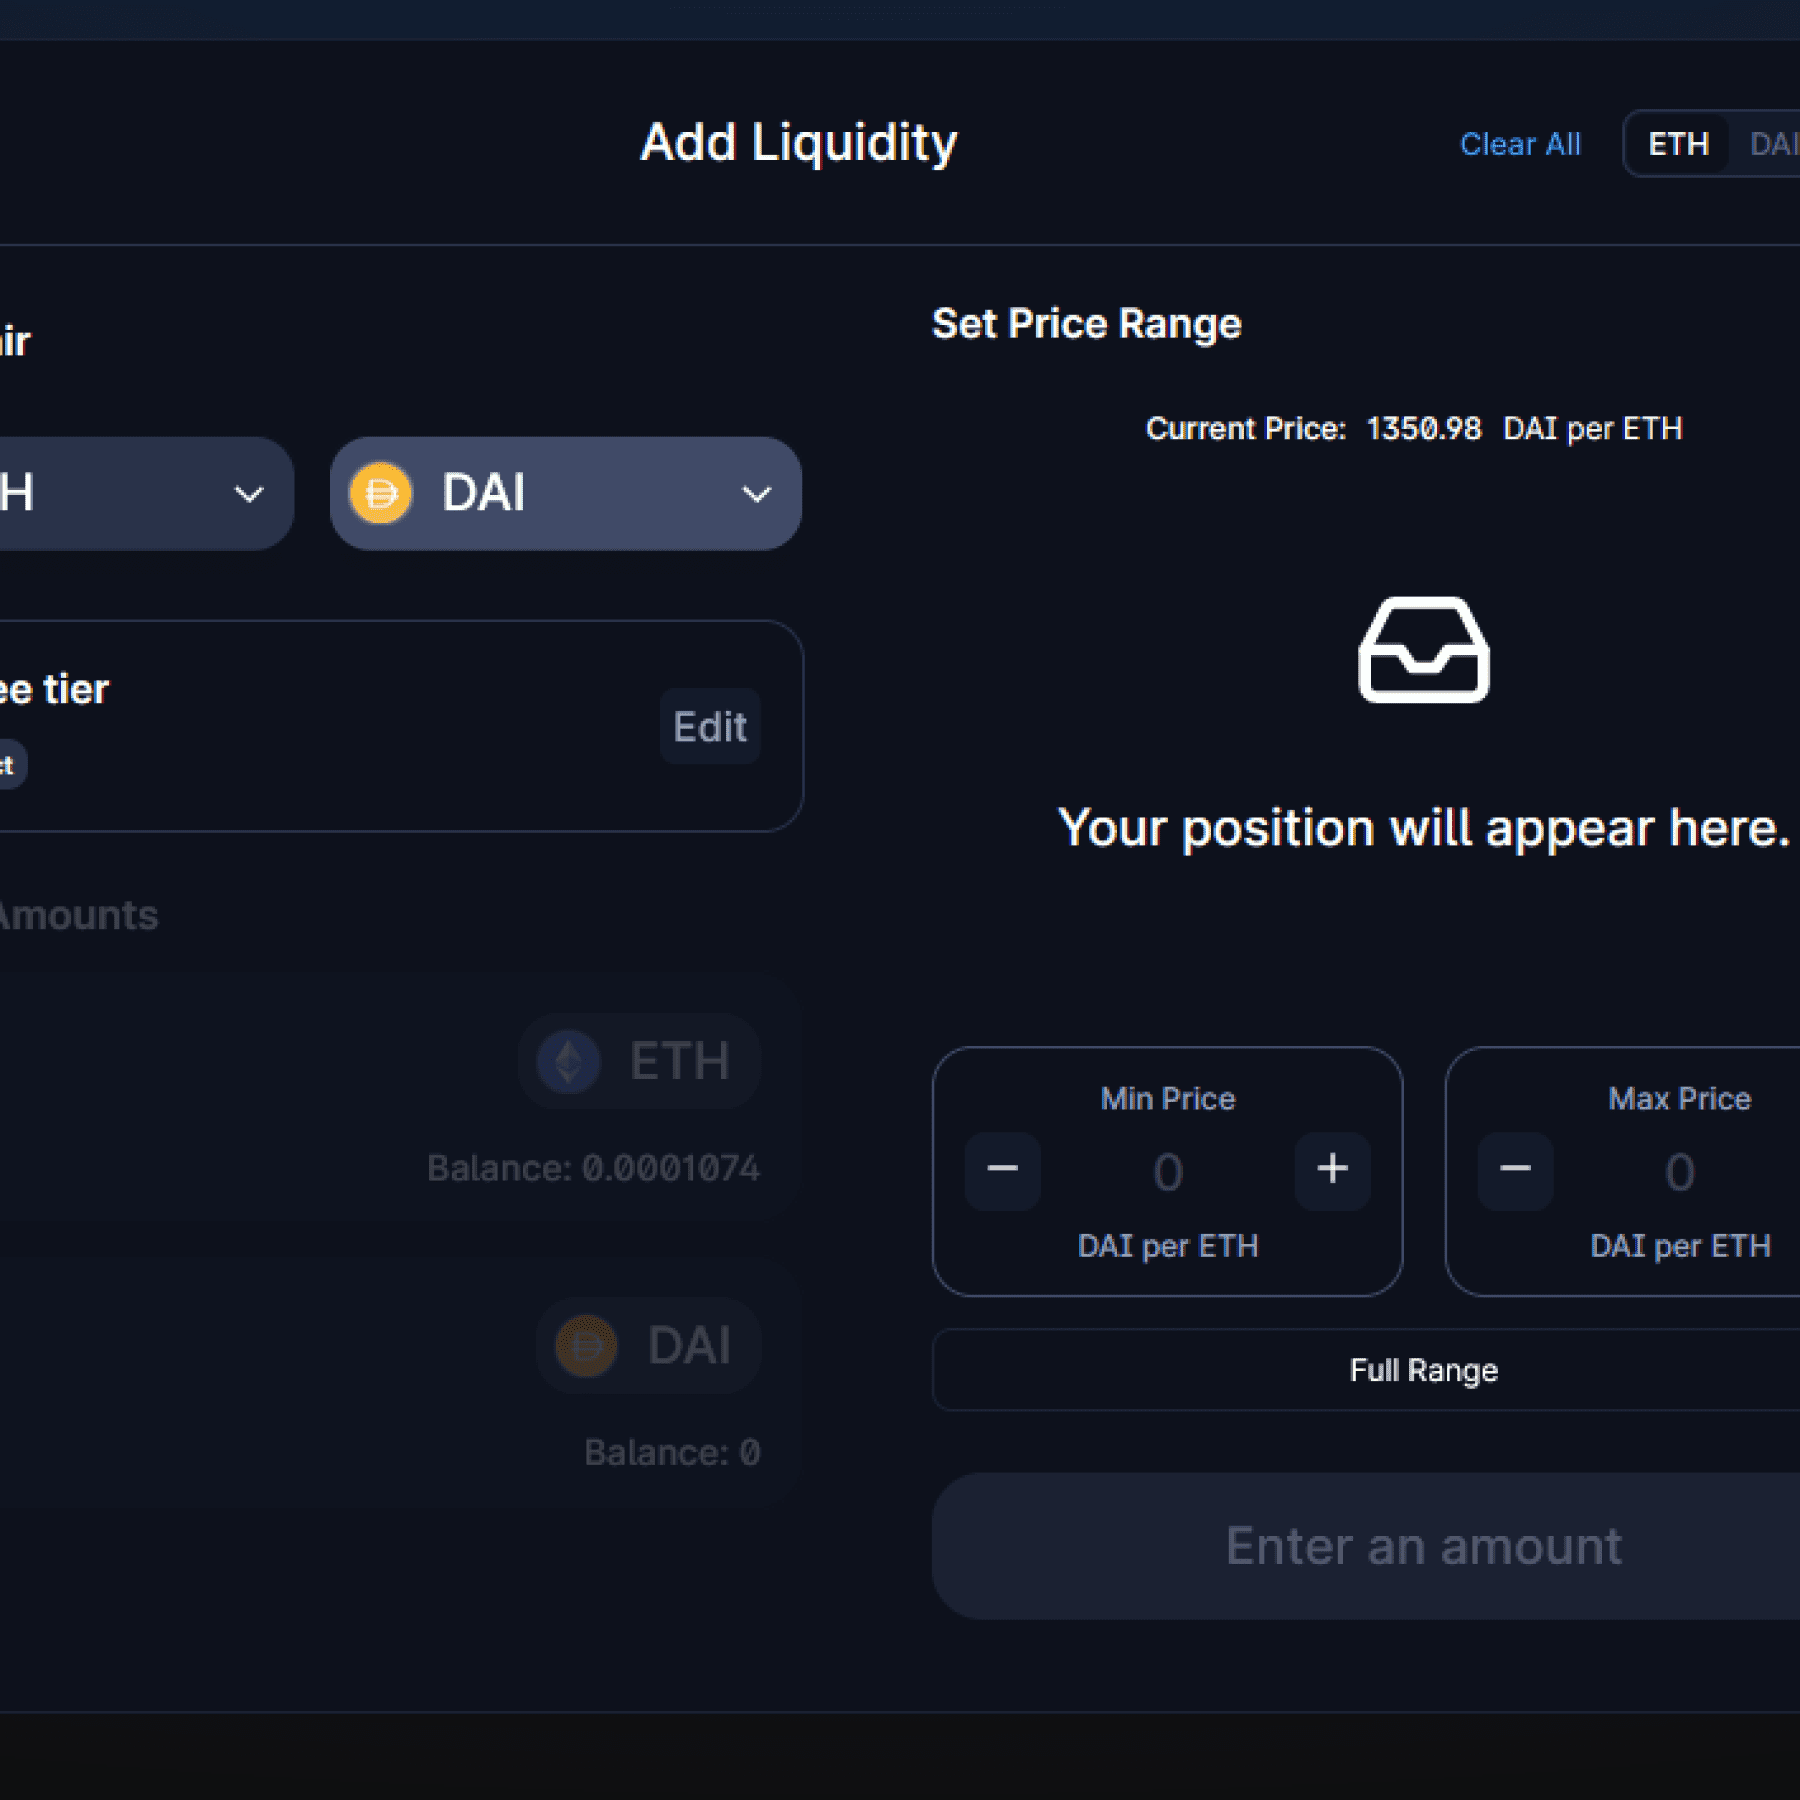 Add Liquidity
Clear All
ETH
DAI
ir
H
DAI
ee tier
ct
Edit
Amounts
ETH
Balance: 0.0001074
DAI
Balance: 0
Set Price Range
Current Price: 1350.98 DAI per ETH
Your position will appear here.
Min Price
− 0 +
DAI per ETH
Max Price
− 0
DAI per ETH
Full Range
Enter an amount